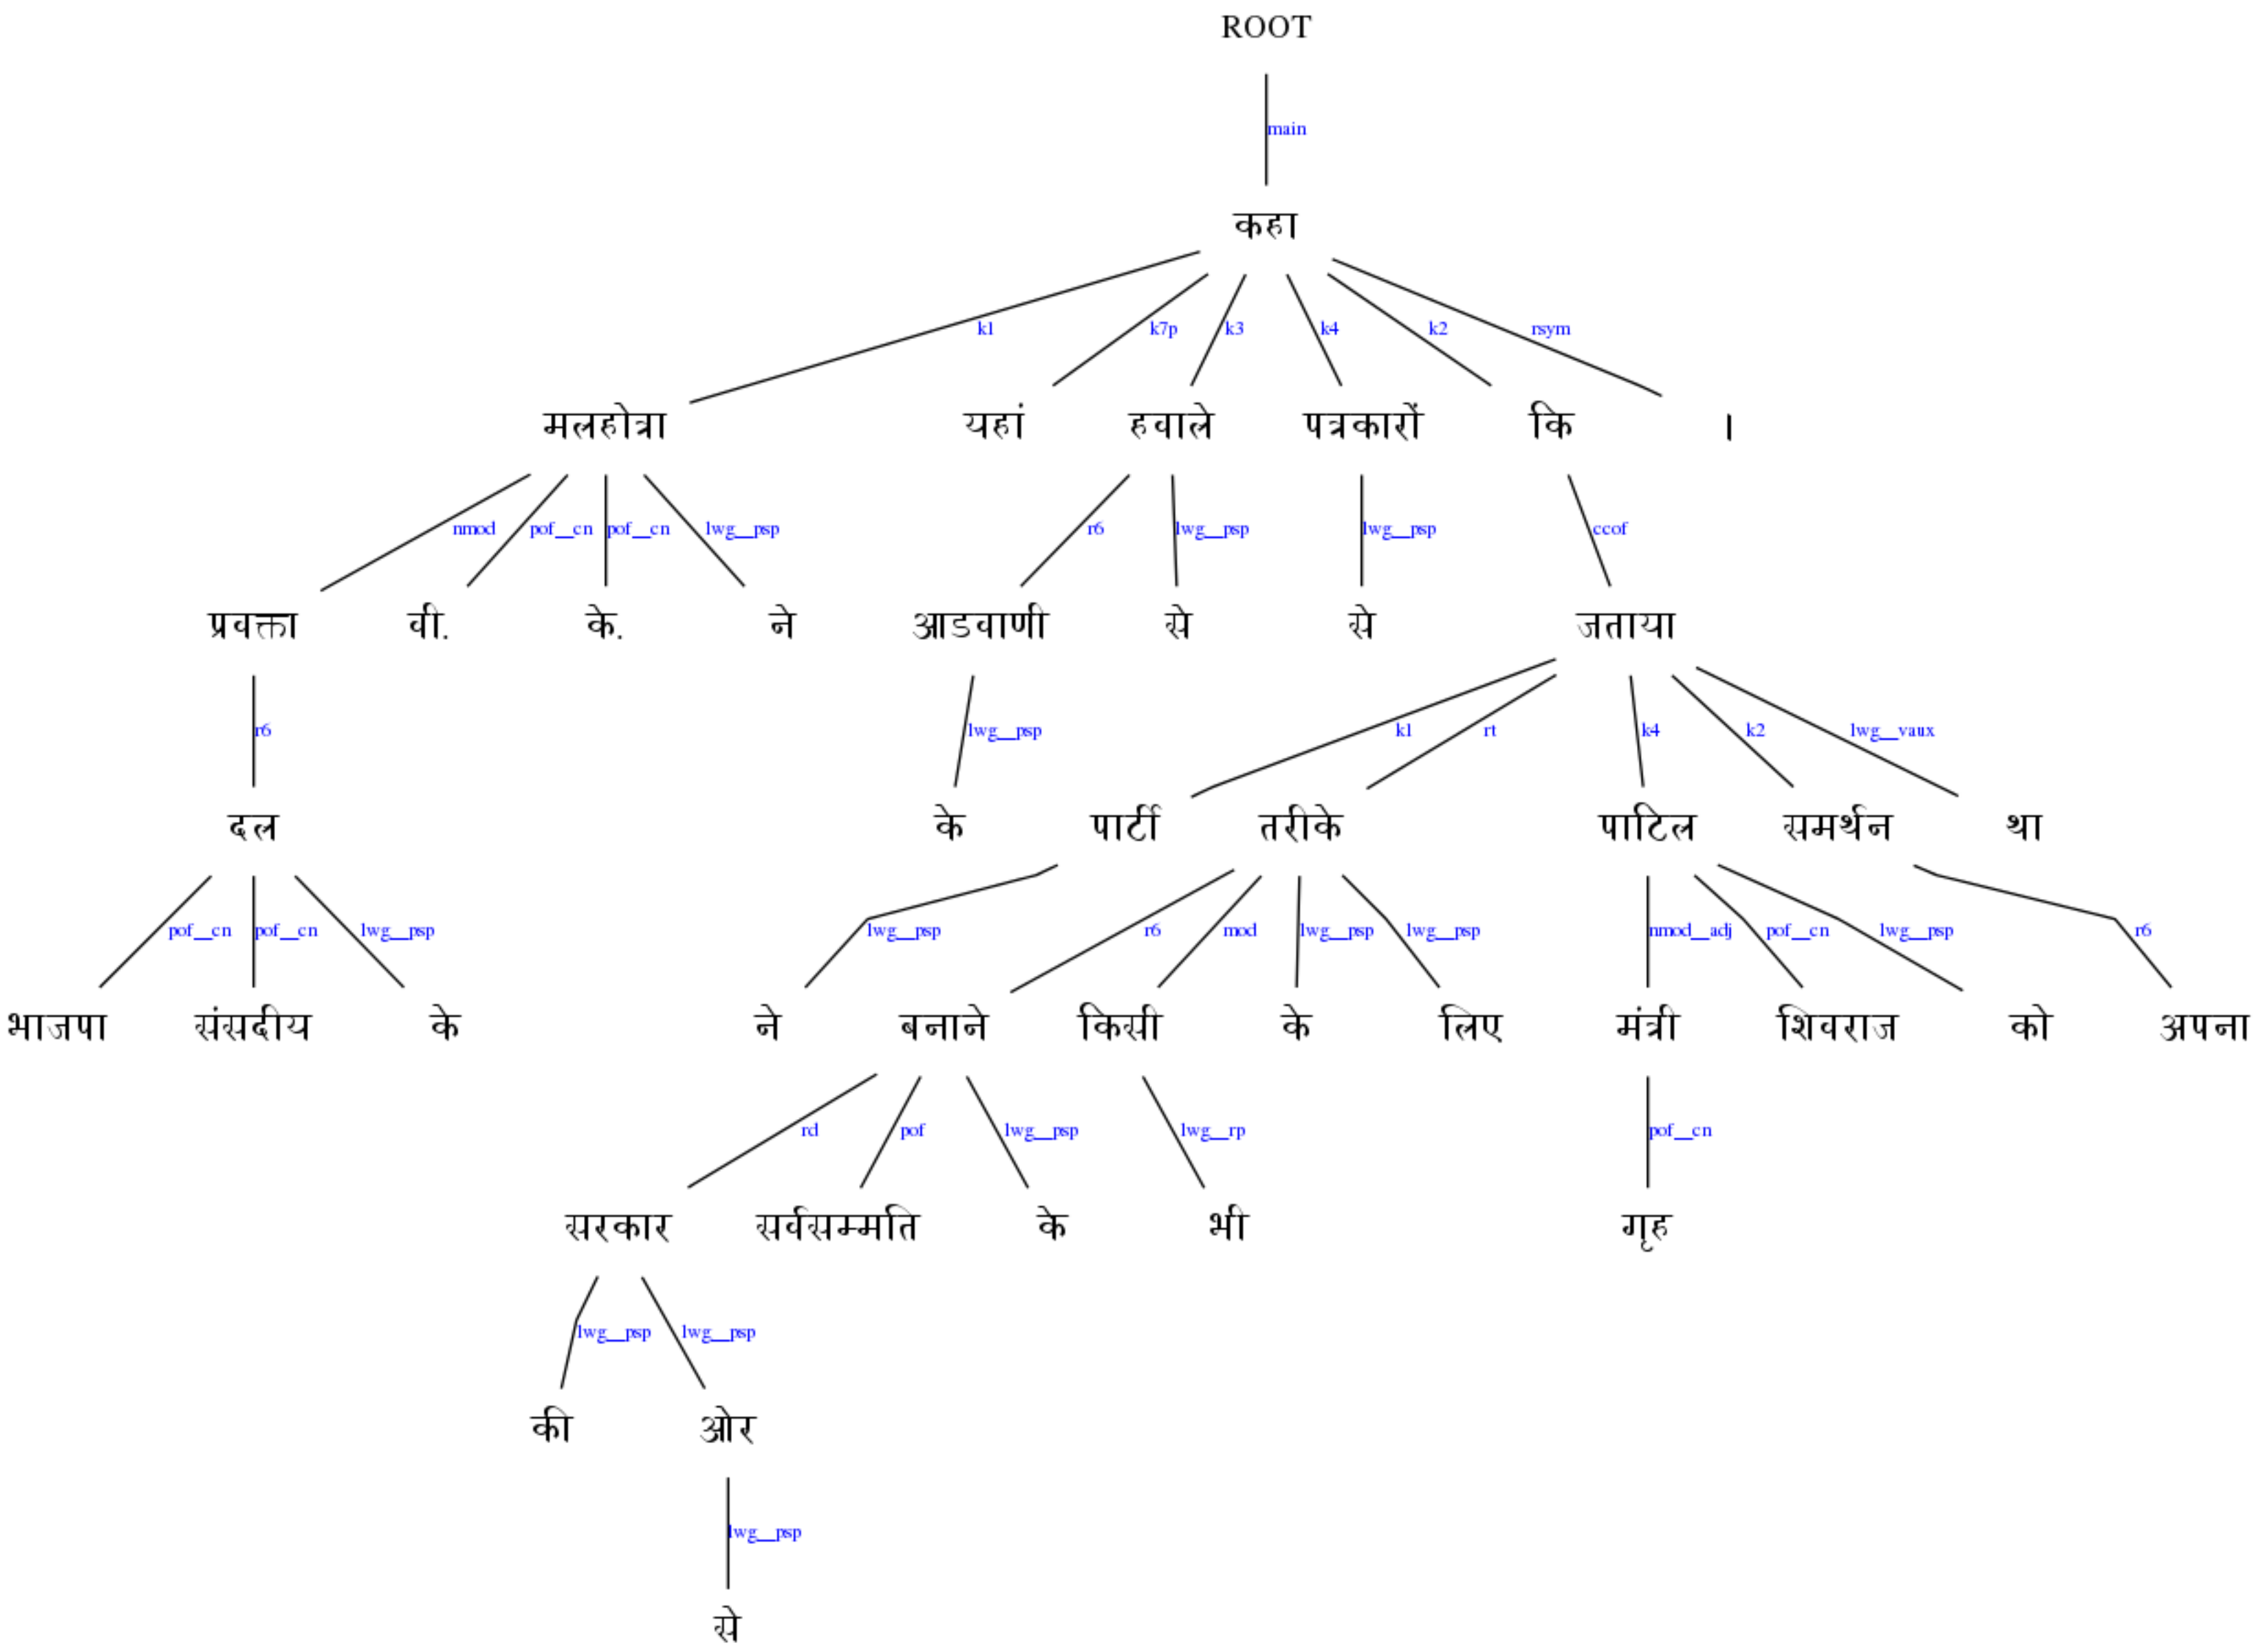 ROOT
main
कहा
k1 k7p k3 k4 k2 rsym
मलहोत्रा यहां हवाले पत्रकारों कि ।
nmod pof__cn pof__cn lwg__psp r6 lwg__psp lwg__psp ccof
प्रवक्ता वी. के. ने आडवाणी से से जताया
r6 lwg__psp k1 rt k4 k2 lwg__vaux
दल के पार्टी तरीके पाटिल समर्थन था
pof__cn pof__cn lwg__psp lwg__psp r6 mod lwg__psp lwg__psp nmod__adj pof__cn lwg__psp r6
भाजपा संसदीय के ने बनाने किसी के लिए मंत्री शिवराज को अपना
rd pof lwg__psp lwg__rp pof__cn
सरकार सर्वसम्मति के भी गृह
lwg__psp lwg__psp
की ओर
lwg__psp
से